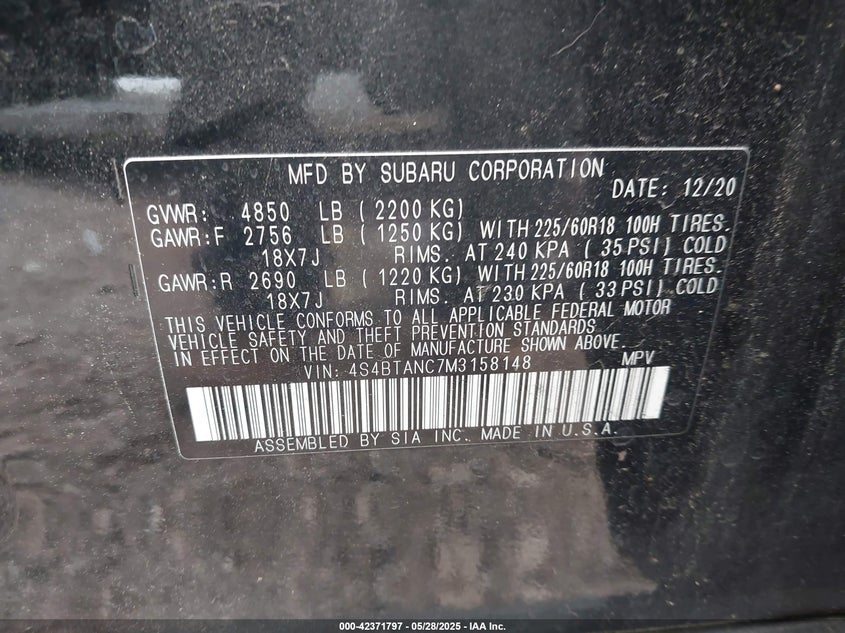 MFD BY SUBARU CORPORATION
DATE: 12/20
GVWR: 4850 LB ( 2200 KG)
GAWR:F 2756 LB ( 1250 KG) WITH 225/60R18 100H TIRES.
18X7J RIMS. AT 240 KPA ( 35 PSI) COLD
GAWR:R 2690 LB ( 1220 KG) WITH 225/60R18 100H TIRES.
18X7J RIMS. AT 230 KPA ( 33 PSI) COLD
THIS VEHICLE CONFORMS TO ALL APPLICABLE FEDERAL MOTOR
VEHICLE SAFETY AND THEFT PREVENTION STANDARDS
IN EFFECT ON THE DATE OF MANUFACTURE SHOWN ABOVE.
VIN: 4S4BTANC7M3158148 MPV
ASSEMBLED BY SIA INC. MADE IN U.S.A.
000-42371797 - 05/28/2025 - IAA Inc.